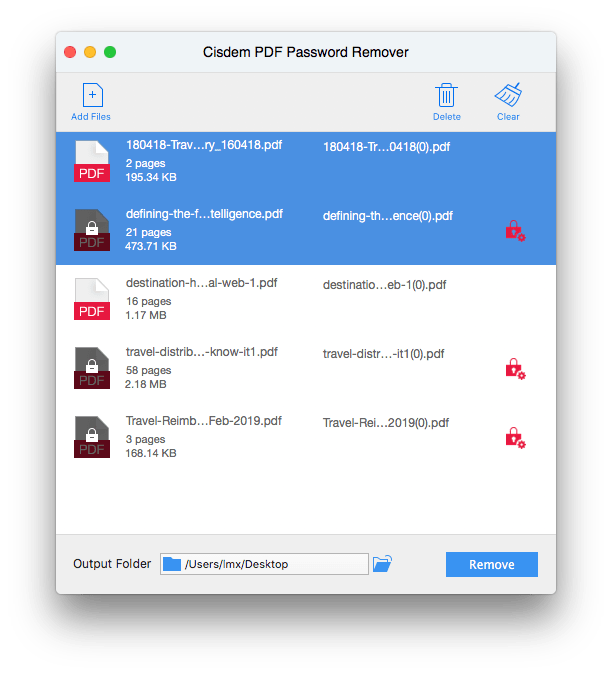 Cisdem PDF Password Remover
Add Files
Delete
Clear
PDF
180418-Trav...ry_160418.pdf
180418-Tr...0418(0).pdf
2 pages
195.34 KB
PDF
defining-the-f...telligence.pdf
defining-th...ence(0).pdf
21 pages
473.71 KB
PDF
destination-h...al-web-1.pdf
destinatio...eb-1(0).pdf
16 pages
1.17 MB
PDF
travel-distrib...-know-it1.pdf
travel-distr...-it1(0).pdf
58 pages
2.18 MB
PDF
Travel-Reimb...Feb-2019.pdf
Travel-Rei...2019(0).pdf
3 pages
168.14 KB
Output Folder
/Users/lmx/Desktop
Remove